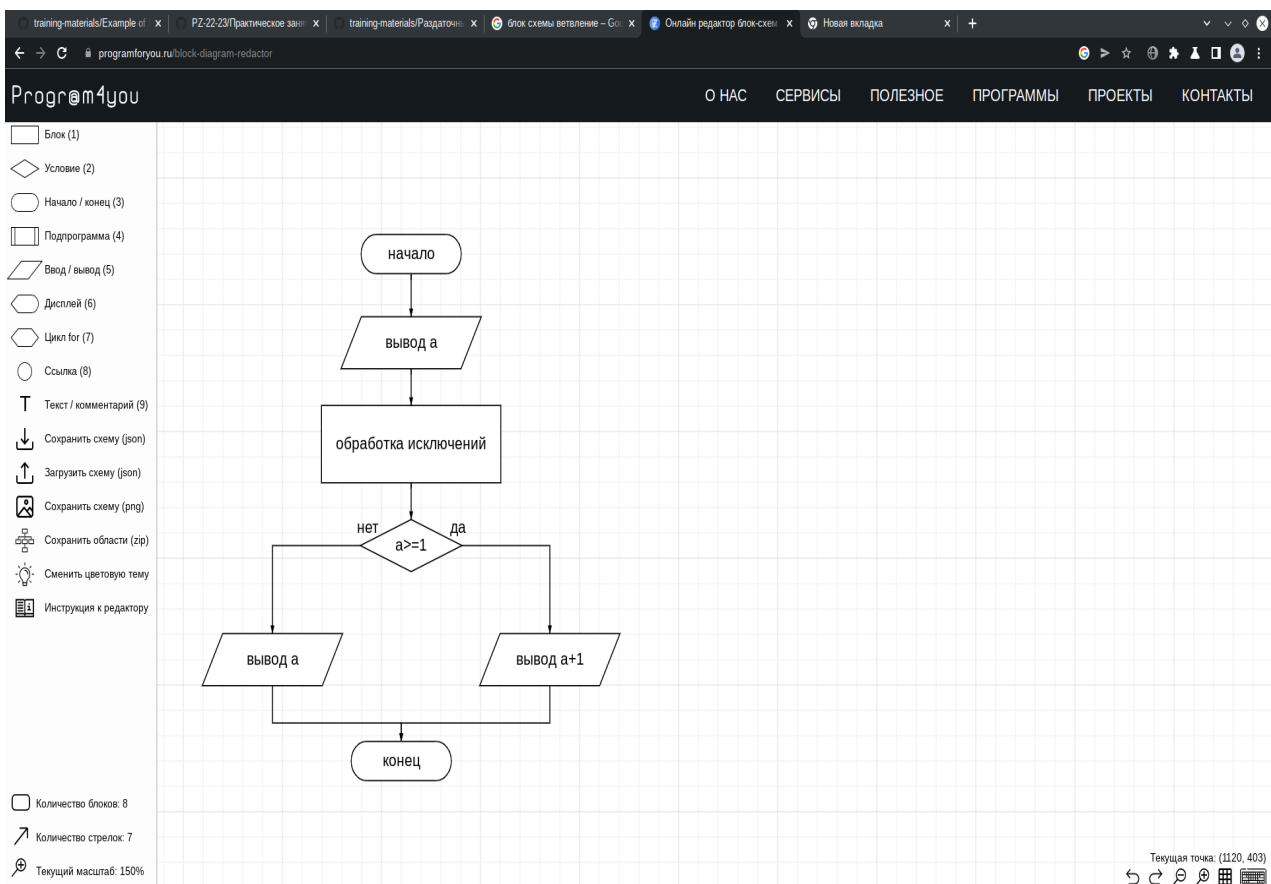 training-materials/Example of
PZ-22-23/Практическое заня
training-materials/Раздаточнь
блок схемы ветвление – Goo
Онлайн редактор блок-схем
Новая вкладка
programforyou.ru/block-diagram-redactor
Progr@m4you
О НАС СЕРВИСЫ ПОЛЕЗНОЕ ПРОГРАММЫ ПРОЕКТЫ КОНТАКТЫ
Блок (1)
Условие (2)
Начало / конец (3)
Подпрограмма (4)
Ввод / вывод (5)
Дисплей (6)
Цикл for (7)
Ссылка (8)
Текст / комментарий (9)
Сохранить схему (json)
Загрузить схему (json)
Сохранить схему (png)
Сохранить области (zip)
Сменить цветовую тему
Инструкция к редактору
Количество блоков: 8
Количество стрелок: 7
Текущий масштаб: 150%
начало
вывод а
обработка исключений
нет да
a>=1
вывод а
вывод а+1
конец
Текущая точка: (1120, 403)